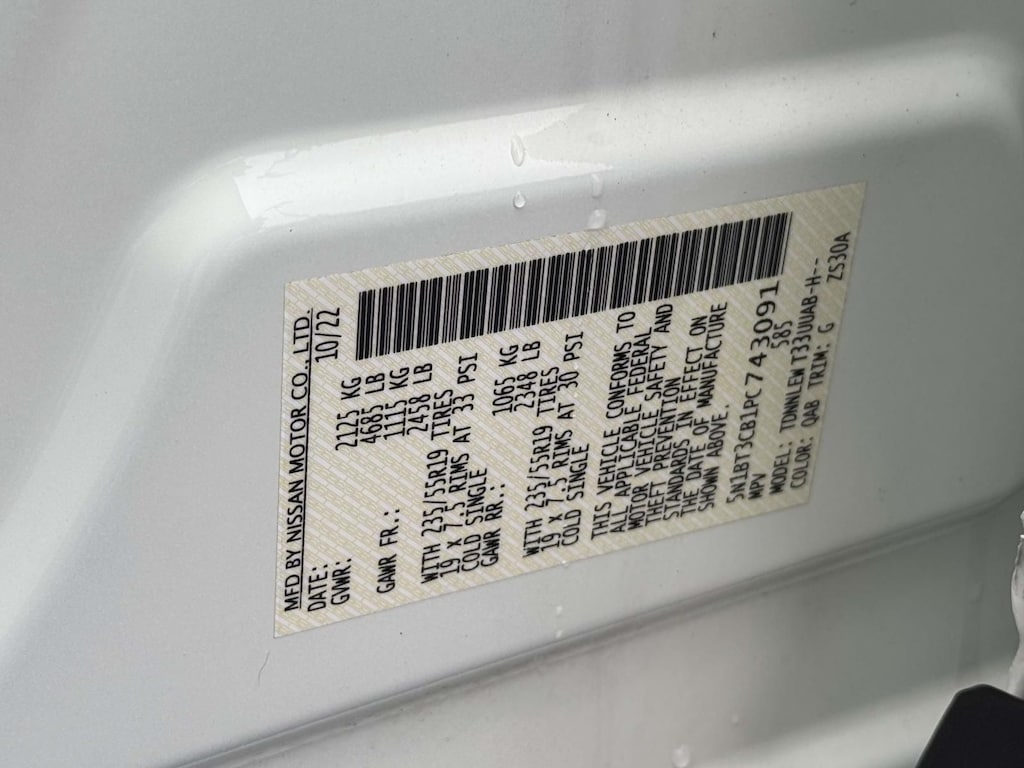 MFD BY NISSAN MOTOR CO., LTD.
DATE: 10/22
GVWR: 2125 KG
4685 LB
GAWR FR.: 1115 KG
2458 LB
WITH 235/55R19 TIRES
19 X 7.5 RIMS AT 33 PSI
COLD SINGLE
GAWR RR.: 1065 KG
2348 LB
WITH 235/55R19 TIRES
19 X 7.5 RIMS AT 30 PSI
COLD SINGLE
THIS VEHICLE CONFORMS TO
ALL APPLICABLE FEDERAL
MOTOR VEHICLE SAFETY AND
THEFT PREVENTION
STANDARDS IN EFFECT ON
THE DATE OF MANUFACTURE
SHOWN ABOVE.
5N1BT3CB1PC743091
MPV 585
MODEL: TDNNLEW T33UUAB-H--
COLOR: QAB TRIM: G ZS30A